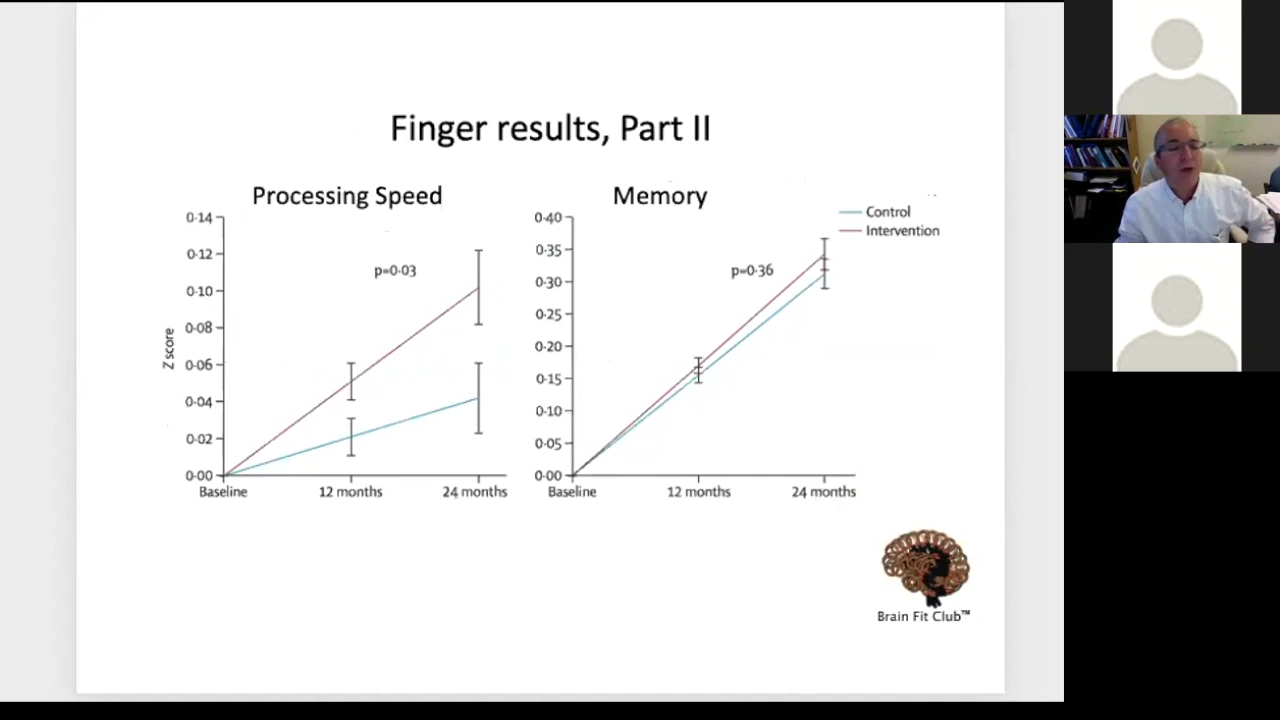 Finger results, Part II
Processing Speed
Memory
Control
Intervention
0·14
0·12
0·10
0·08
0·06
0·04
0·02
0·00
Z score
p=0·03
Baseline
12 months
24 months
0·40
0·35
0·30
0·25
0·20
0·15
0·10
0·05
0·00
p=0·36
Baseline
12 months
24 months
Brain Fit Club™